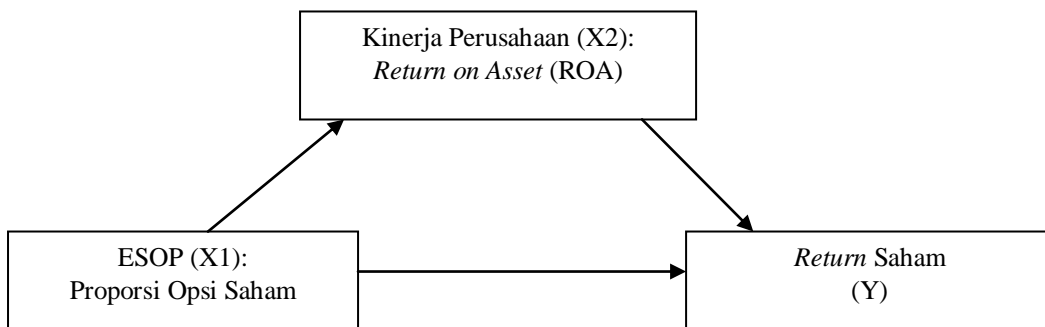 Kinerja Perusahaan (X2):
Return on Asset (ROA)
ESOP (X1):
Proporsi Opsi Saham
Return Saham
(Y)